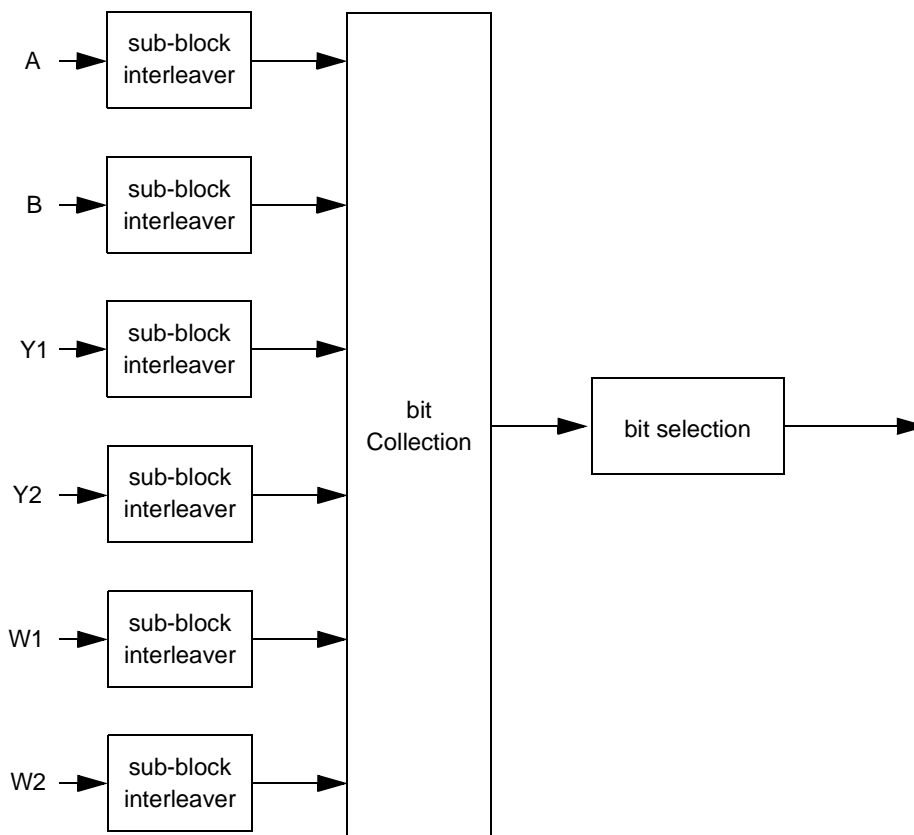 A
sub-block
interleaver
B
sub-block
interleaver
Y1
sub-block
interleaver
bit
Collection
bit selection
Y2
sub-block
interleaver
W1
sub-block
interleaver
W2
sub-block
interleaver